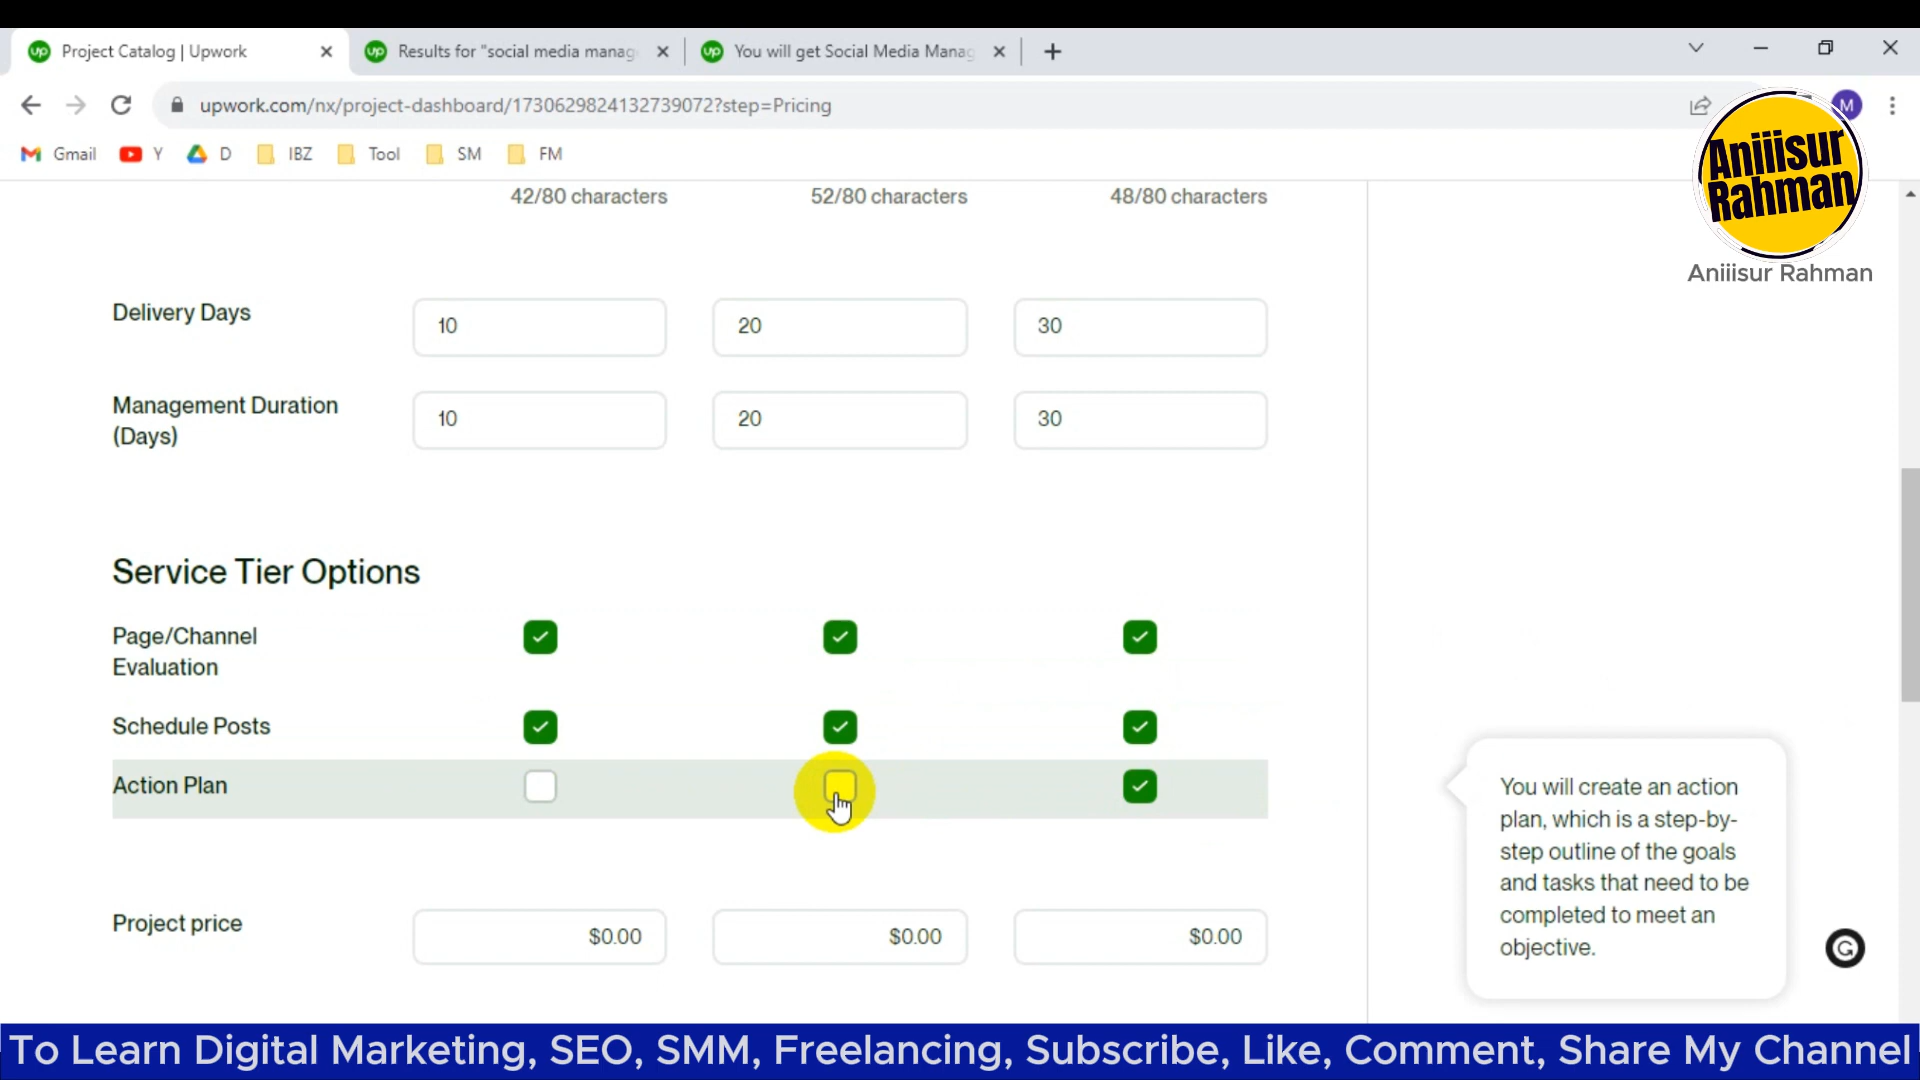 Project Catalog | Upwork
Results for "social media manag
You will get Social Media Manag
upwork.com/nx/project-dashboard/1730629824132739072?step=Pricing
M
Gmail
Y
D
IBZ
Tool
SM
FM
Aniiisur
Rahman
Aniiisur Rahman
42/80 characters
52/80 characters
48/80 characters
Delivery Days
10
20
30
Management Duration
(Days)
10
20
30
Service Tier Options
Page/Channel
Evaluation
Schedule Posts
Action Plan
You will create an action
plan, which is a step-by-
step outline of the goals
and tasks that need to be
completed to meet an
objective.
Project price
$0.00
$0.00
$0.00
To Learn Digital Marketing, SEO, SMM, Freelancing, Subscribe, Like, Comment, Share My Channel